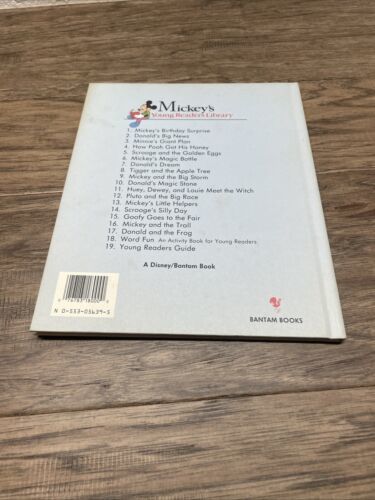 Mickey's
Young Readers Library
1. Mickey's Birthday Surprise
2. Donald's Big News
3. Minnie's Giant Plan
4. How Pooh Got His Honey
5. Scrooge and the Golden Eggs
6. Mickey's Magic Bottle
7. Donald's Dream
8. Tigger and the Apple Tree
9. Mickey and the Big Storm
10. Donald's Magic Stone
11. Huey, Dewey, and Louie Meet the Witch
12. Pluto and the Big Race
13. Mickey's Little Helpers
14. Scrooge's Silly Day
15. Goofy Goes to the Fair
16. Mickey and the Troll
17. Donald and the Frog
18. Word Fun An Activity Book for Young Readers
19. Young Readers Guide
A Disney/Bantam Book
N 0-553-05639-5
BANTAM BOOKS